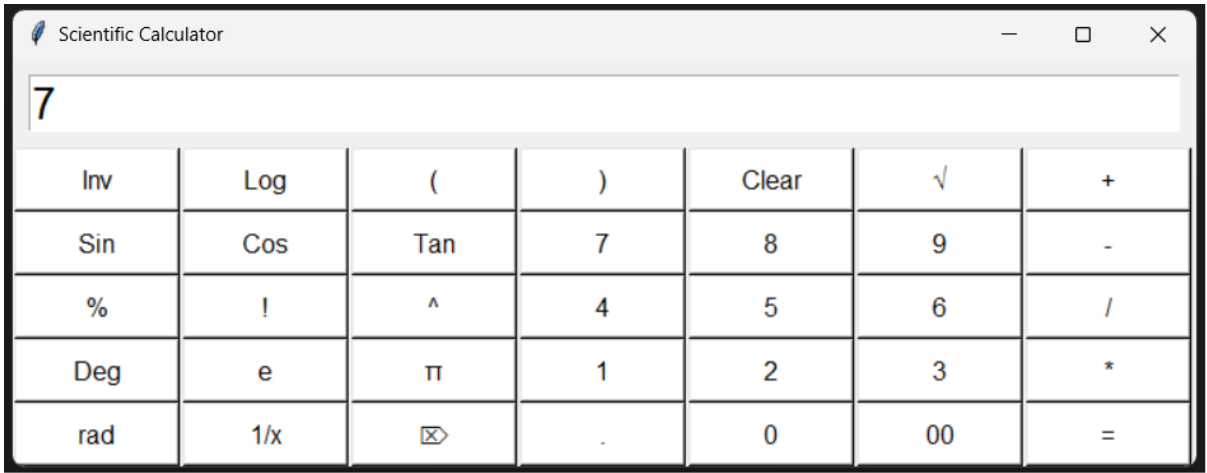 Scientific Calculator
7
Inv Log ( ) Clear √ +
Sin Cos Tan 7 8 9 -
% ! ^ 4 5 6 /
Deg e π 1 2 3 *
rad 1/x ⌦ . 0 00 =